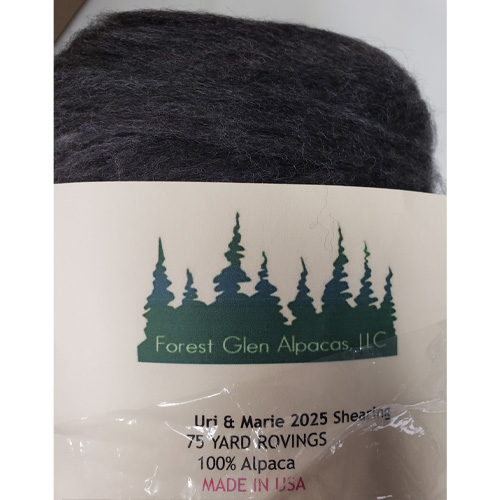 Forest Glen Alpacas, LLC
Uri & Marie 2025 Shearing
75 YARD ROVINGS
100% Alpaca
MADE IN USA